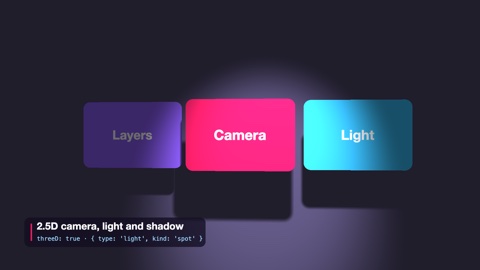 Layers
Camera
Light
2.5D camera, light and shadow
threeD: true · { type: ‘light’, kind: ‘spot’ }